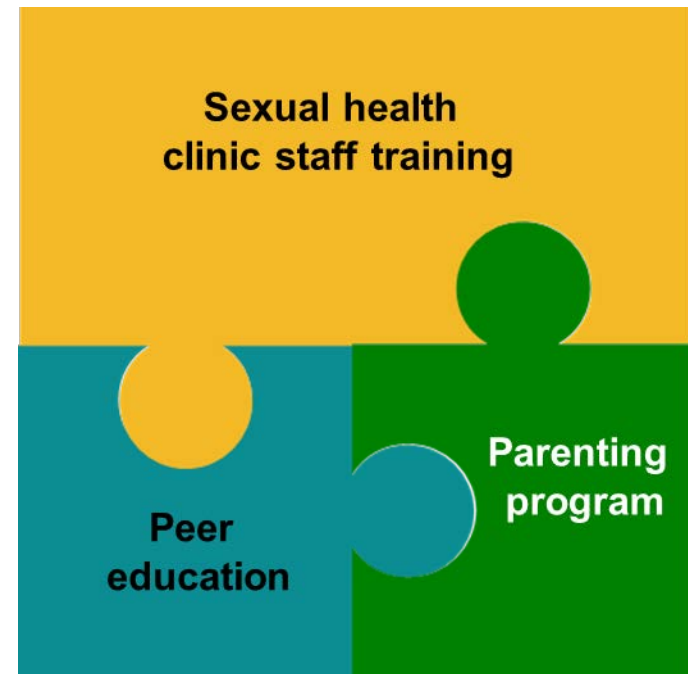 Sexual health
clinic staff training
Peer
education
Parenting
program